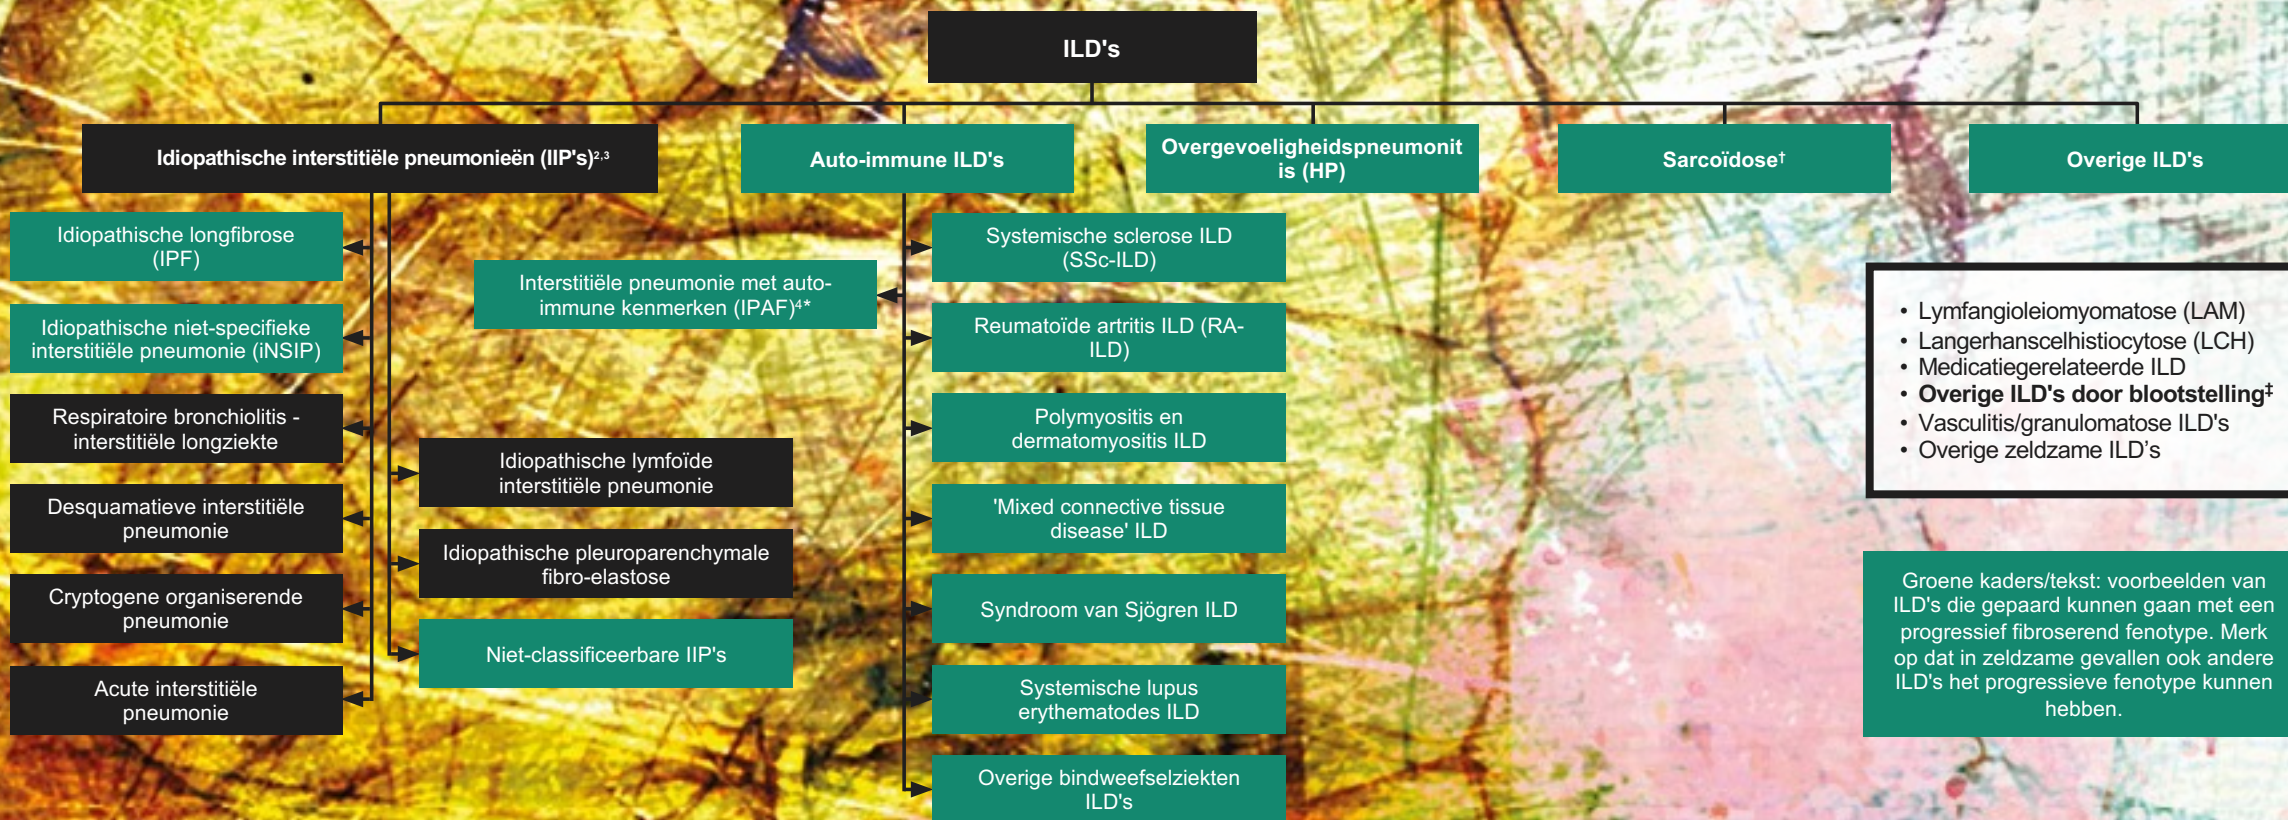 ILD's
Idiopathische interstitiële pneumonieën (IIP's)²,³
Auto-immune ILD's
Overgevoeligheidspneumonit
is (HP)
Sarcoïdose†
Overige ILD's
Idiopathische longfibrose
(IPF)
Idiopathische niet-specifieke
interstitiële pneumonie (iNSIP)
Respiratoire bronchiolitis -
interstitiële longziekte
Desquamatieve interstitiële
pneumonie
Cryptogene organiserende
pneumonie
Acute interstitiële
pneumonie
Idiopathische lymfoïde
interstitiële pneumonie
Idiopathische pleuroparenchymale
fibro-elastose
Niet-classificeerbare IIP's
Interstitiële pneumonie met auto-
immune kenmerken (IPAF)⁴*
Systemische sclerose ILD
(SSc-ILD)
Reumatoïde artritis ILD (RA-
ILD)
Polymyositis en
dermatomyositis ILD
'Mixed connective tissue
disease' ILD
Syndroom van Sjögren ILD
Systemische lupus
erythematodes ILD
Overige bindweefselziekten
ILD's
• Lymfangioleiomyomatose (LAM)
• Langerhanscelhistiocytose (LCH)
• Medicatiegerelateerde ILD
• Overige ILD's door blootstelling‡
• Vasculitis/granulomatose ILD's
• Overige zeldzame ILD’s
Groene kaders/tekst: voorbeelden van
ILD's die gepaard kunnen gaan met een
progressief fibroserend fenotype. Merk
op dat in zeldzame gevallen ook andere
ILD's het progressieve fenotype kunnen
hebben.